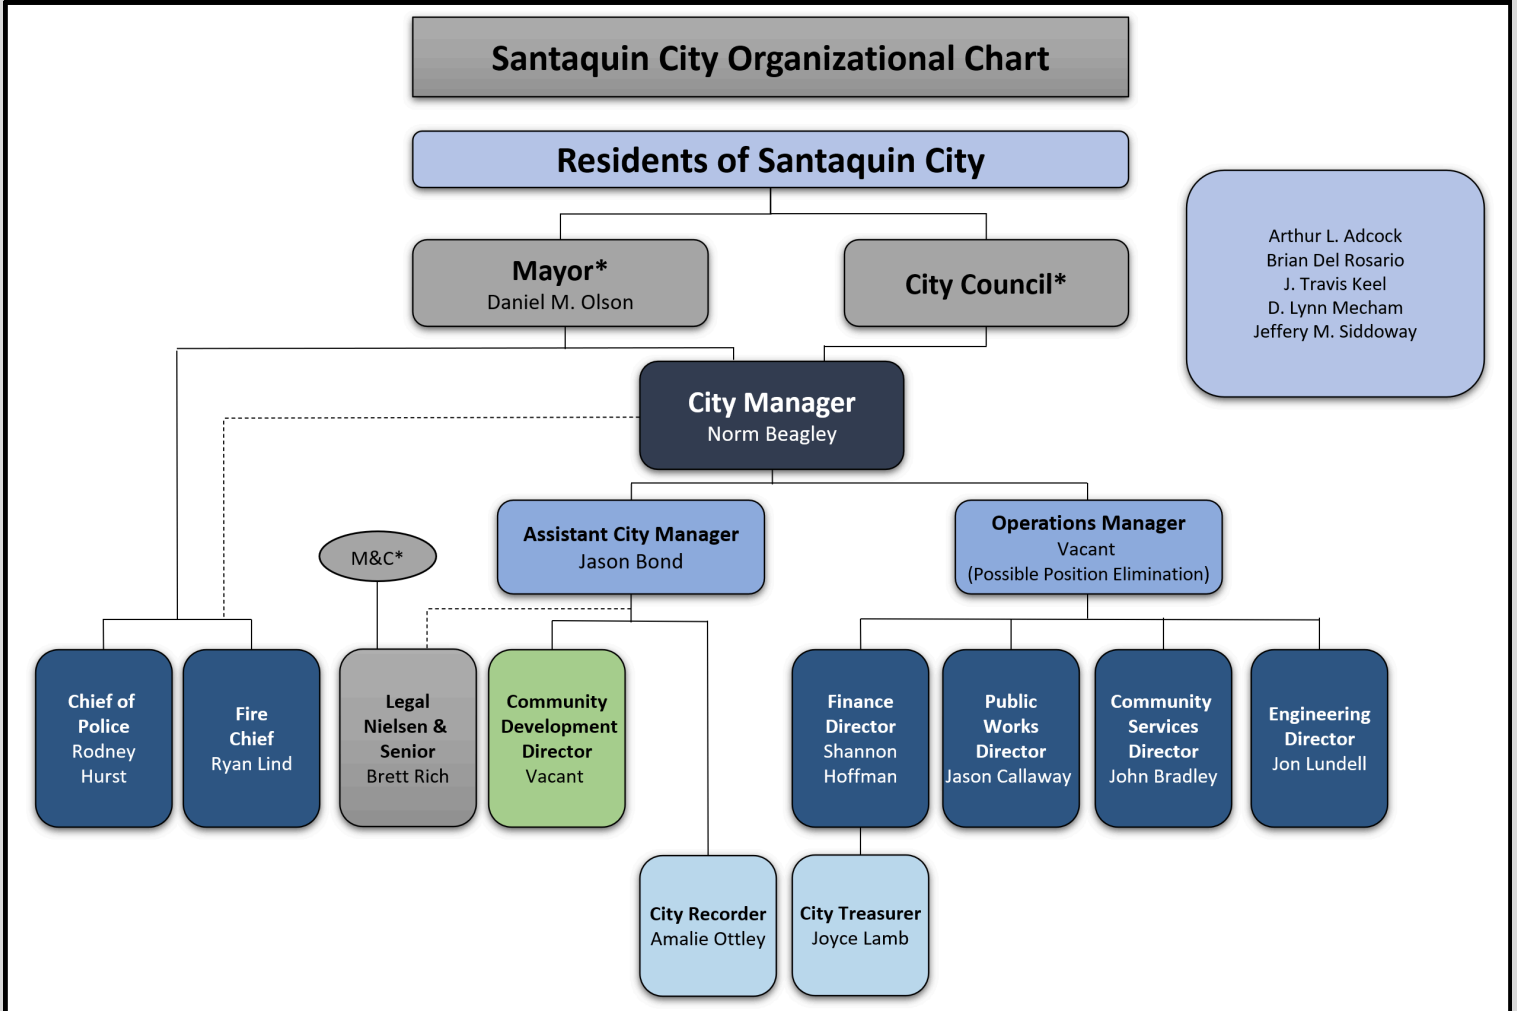 Santaquin City Organizational Chart
Residents of Santaquin City
Mayor*
Daniel M. Olson
City Council*
Arthur L. Adcock
Brian Del Rosario
J. Travis Keel
D. Lynn Mecham
Jeffery M. Siddoway
City Manager
Norm Beagley
Assistant City Manager
Jason Bond
Operations Manager
Vacant
(Possible Position Elimination)
M&C*
Chief of
Police
Rodney
Hurst
Fire
Chief
Ryan Lind
Legal
Nielsen &
Senior
Brett Rich
Community
Development
Director
Vacant
Finance
Director
Shannon
Hoffman
Public
Works
Director
Jason Callaway
Community
Services
Director
John Bradley
Engineering
Director
Jon Lundell
City Recorder
Amalie Ottley
City Treasurer
Joyce Lamb